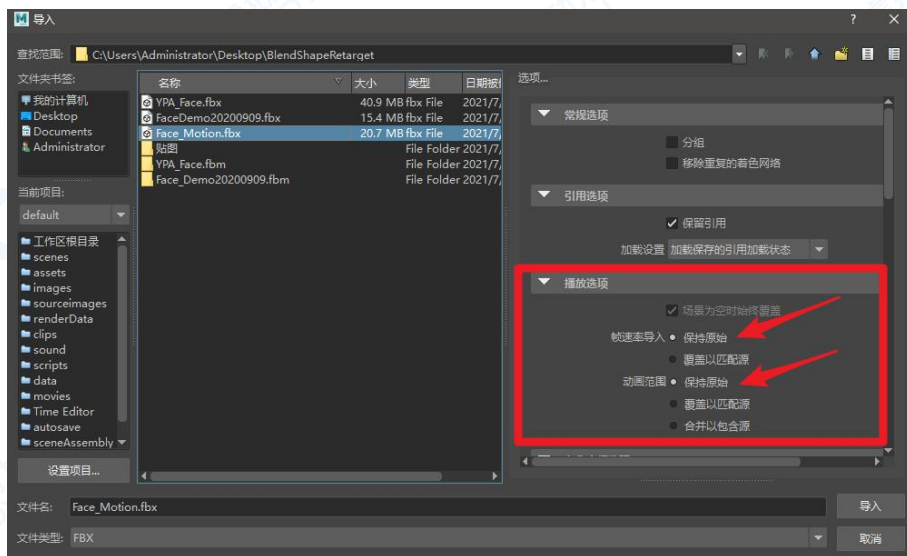 导入
? ×
查找范围: C:\Users\Administrator\Desktop\BlendShapeRetarget
文件夹书签:
我的计算机
Desktop
Documents
Administrator
当前项目:
default
工作区根目录
scenes
assets
images
sourceimages
renderData
clips
sound
scripts
data
movies
Time Editor
autosave
sceneAssembly
设置项目...
名称 大小 类型 日期被
YPA_Face.fbx 40.9 MB fbx File 2021/7,
FaceDemo20200909.fbx 15.4 MB fbx File 2021/7,
Face_Motion.fbx 20.7 MB fbx File 2021/7,
贴图 File Folder 2021/7,
YPA_Face.fbm File Folder 2021/7,
Face_Demo20200909.fbm File Folder 2021/7,
选项...
常规选项
分组
移除重复的着色网络
引用选项
保留引用
加载设置 加载保存的引用加载状态
播放选项
场景为空时始终覆盖
帧速率导入 保持原始
覆盖以匹配源
动画范围 保持原始
覆盖以匹配源
合并以包含源
文件名: Face_Motion.fbx
导入
文件类型: FBX
取消